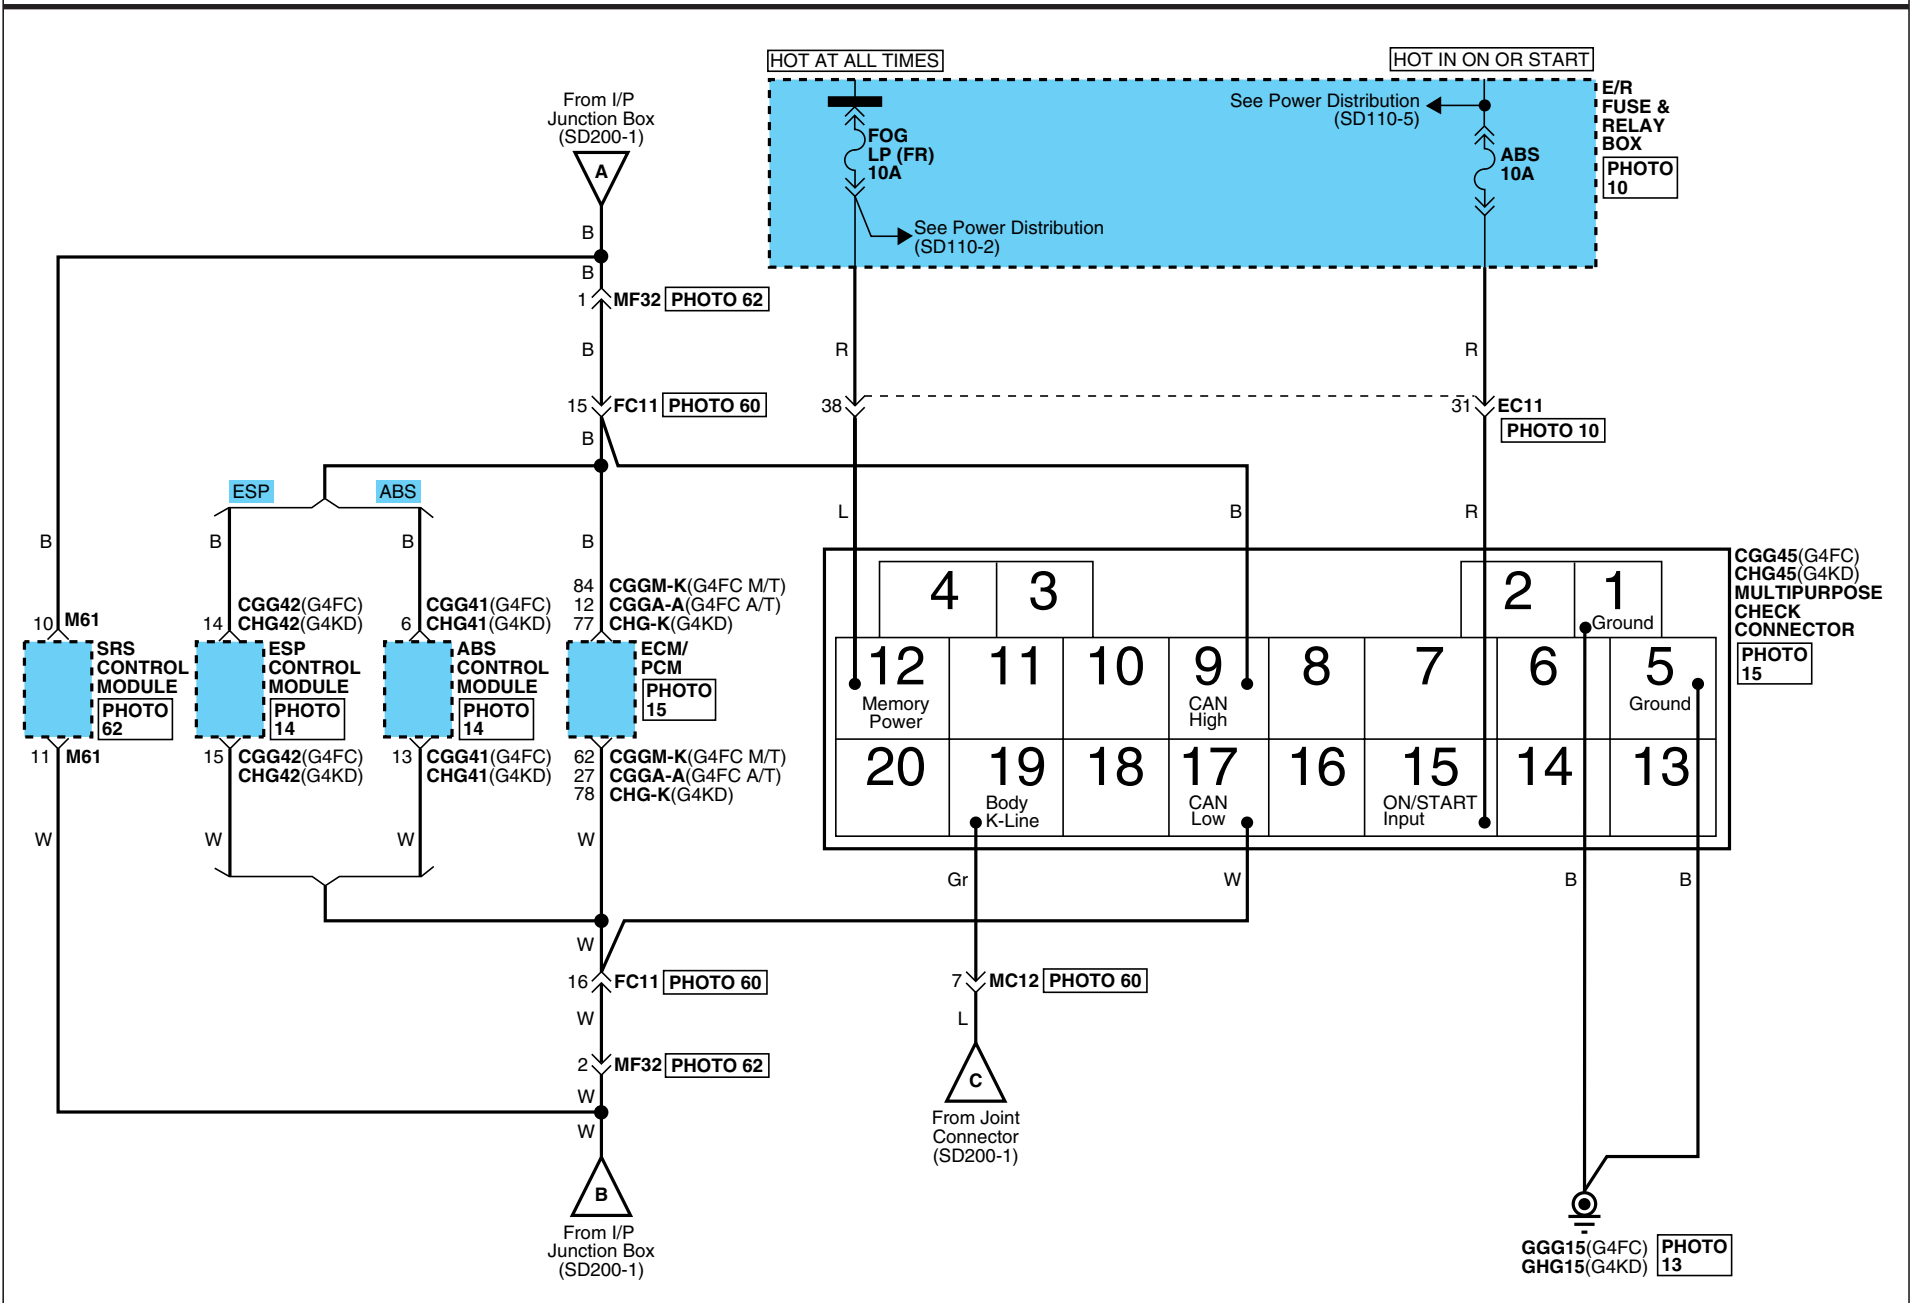 HOT AT ALL TIMES
HOT IN ON OR START
From I/P
Junction Box
(SD200-1)
A
FOG
LP (FR)
10A
See Power Distribution
(SD110-2)
See Power Distribution
(SD110-5)
ABS
10A
E/R
FUSE &
RELAY
BOX
PHOTO
10
B
B
1 MF32 PHOTO 62
B
R
R
15 FC11 PHOTO 60
38
31 EC11
PHOTO 10
B
ESP
ABS
L
B
R
B
B
B
B
10 M61
SRS
CONTROL
MODULE
PHOTO
62
11 M61
14 CGG42(G4FC)
CHG42(G4KD)
ESP
CONTROL
MODULE
PHOTO
14
15 CGG42(G4FC)
CHG42(G4KD)
6 CGG41(G4FC)
CHG41(G4KD)
ABS
CONTROL
MODULE
PHOTO
14
13 CGG41(G4FC)
CHG41(G4KD)
84 CGGM-K(G4FC M/T)
12 CGGA-A(G4FC A/T)
77 CHG-K(G4KD)
ECM/
PCM
PHOTO
15
62 CGGM-K(G4FC M/T)
27 CGGA-A(G4FC A/T)
78 CHG-K(G4KD)
4 3 2 1
Ground
12 11 10 9 8 7 6 5
Memory
Power
CAN
High
Ground
20 19 18 17 16 15 14 13
Body
K-Line
CAN
Low
ON/START
Input
CGG45(G4FC)
CHG45(G4KD)
MULTIPURPOSE
CHECK
CONNECTOR
PHOTO
15
W
W
W
W
Gr
W
B
B
W
16 FC11 PHOTO 60
7 MC12 PHOTO 60
W
L
2 MF32 PHOTO 62
W
W
C
From Joint
Connector
(SD200-1)
B
From I/P
Junction Box
(SD200-1)
GGG15(G4FC)
GHG15(G4KD)
PHOTO
13